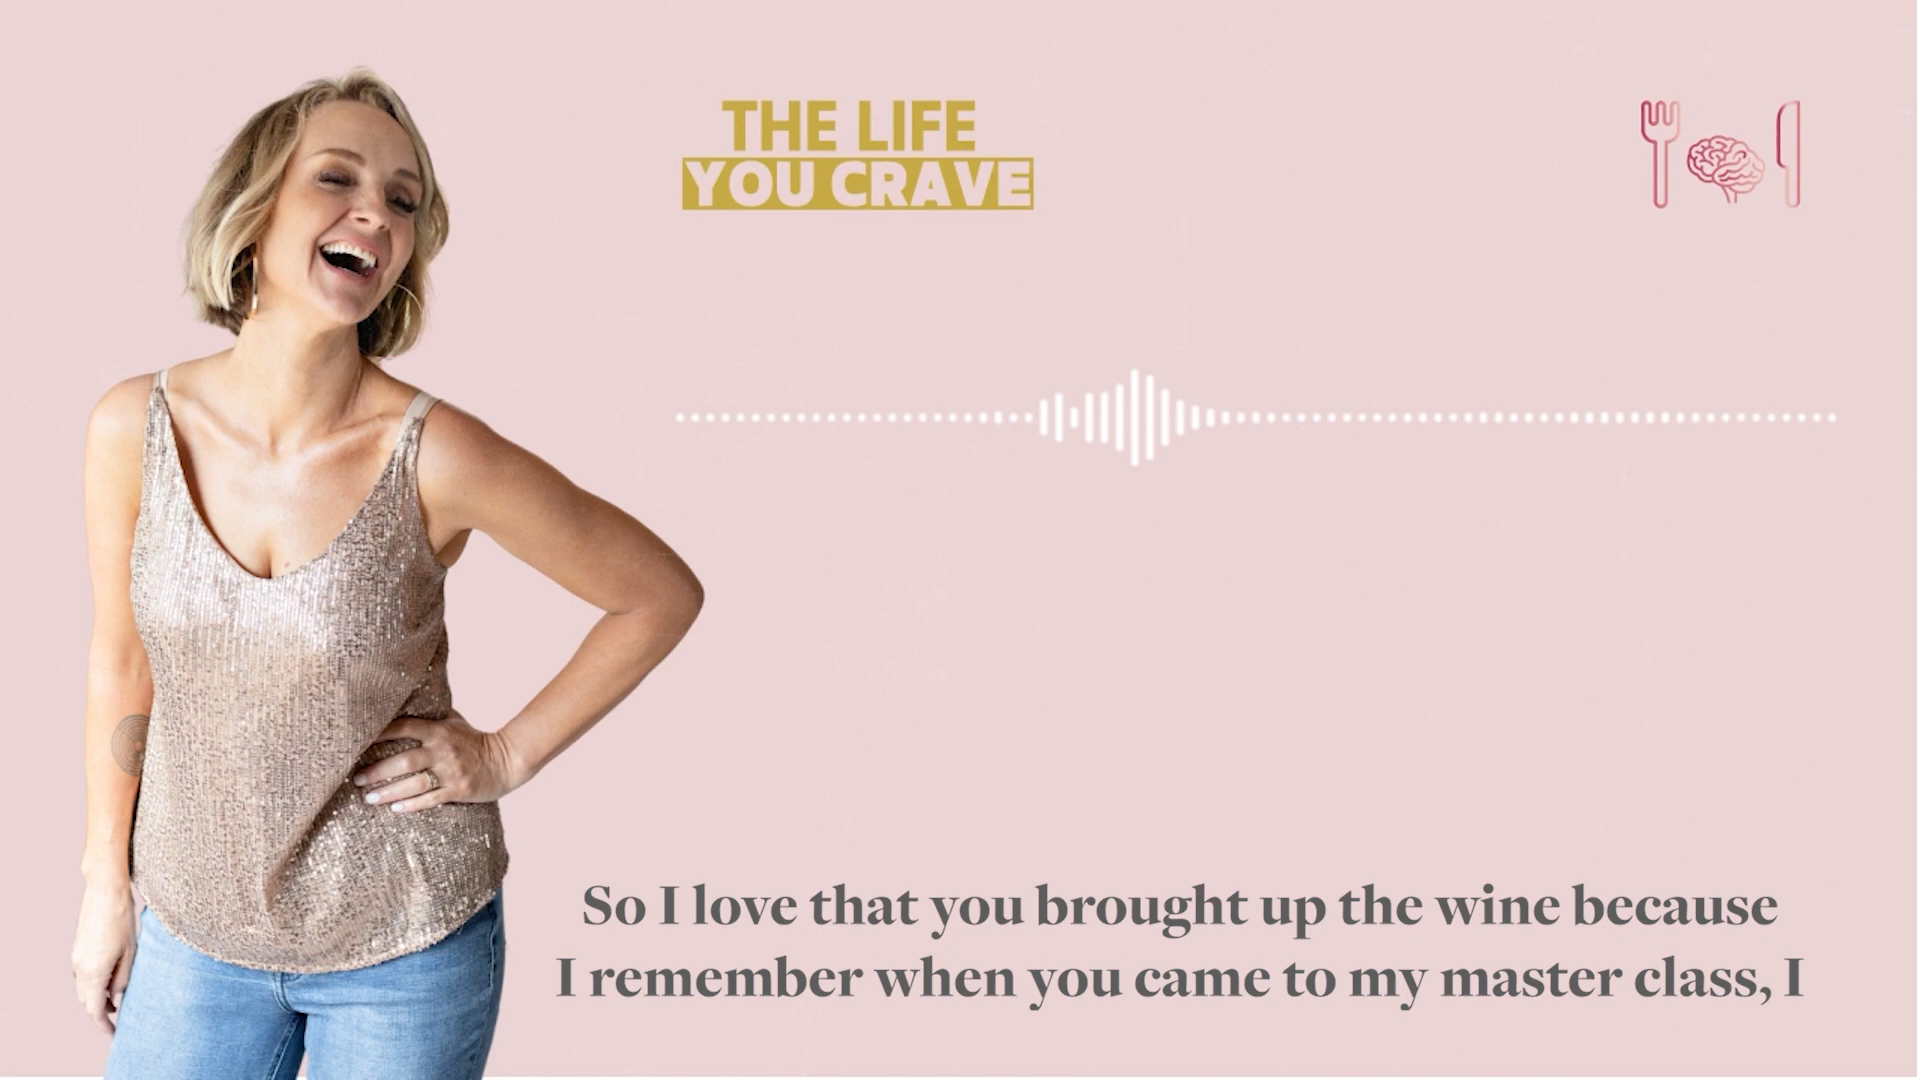 THE LIFE
YOU CRAVE
So I love that you brought up the wine because
I remember when you came to my master class, I